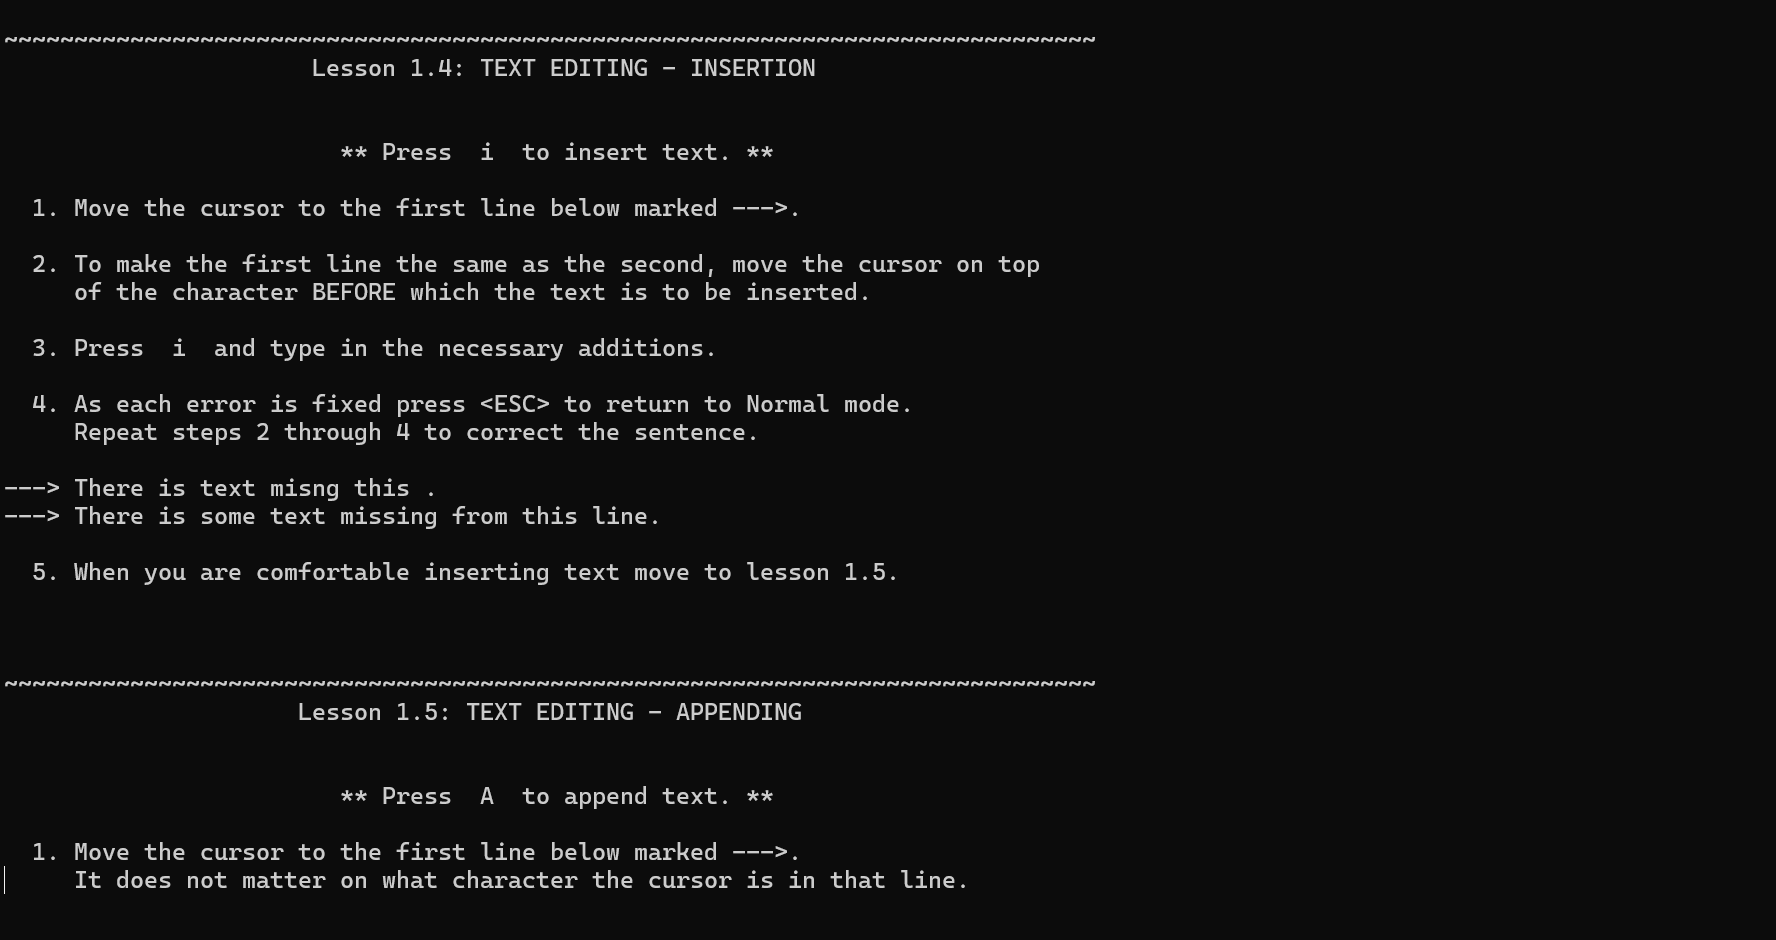 ~~~~~~~~~~~~~~~~~~~~~~~~~~~~~~~~~~~~~~~~~~~~~~~~~~~~~~~~~~~~~~~~~~~~~~~~~~~~~~
Lesson 1.4: TEXT EDITING - INSERTION
** Press  i  to insert text. **
1. Move the cursor to the first line below marked --->.
2. To make the first line the same as the second, move the cursor on top
of the character BEFORE which the text is to be inserted.
3. Press  i  and type in the necessary additions.
4. As each error is fixed press <ESC> to return to Normal mode.
Repeat steps 2 through 4 to correct the sentence.
---> There is text misng this .
---> There is some text missing from this line.
5. When you are comfortable inserting text move to lesson 1.5.
~~~~~~~~~~~~~~~~~~~~~~~~~~~~~~~~~~~~~~~~~~~~~~~~~~~~~~~~~~~~~~~~~~~~~~~~~~~~~~
Lesson 1.5: TEXT EDITING - APPENDING
** Press  A  to append text. **
1. Move the cursor to the first line below marked --->.
It does not matter on what character the cursor is in that line.